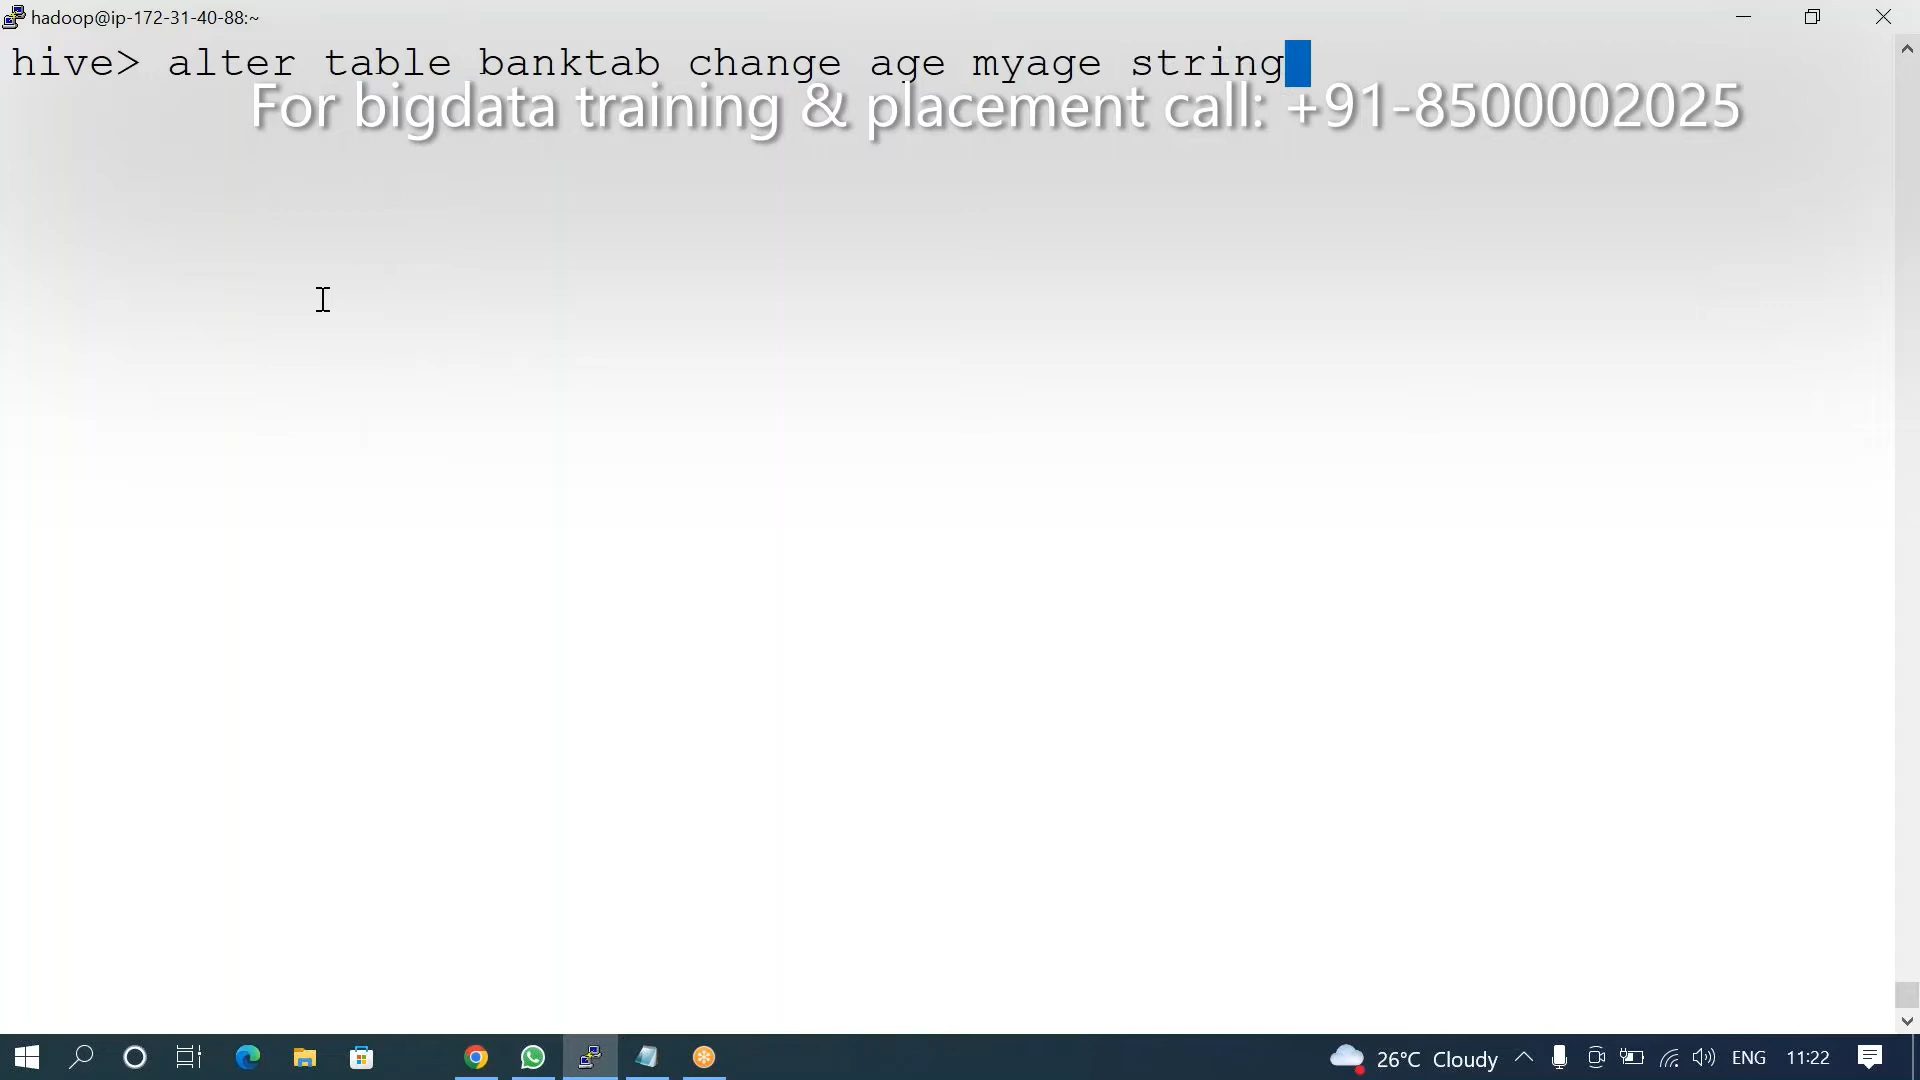 hadoop@ip-172-31-40-88:~
hive> alter table banktab change age myage string
For bigdata training & placement call: +91-8500002025
26°C Cloudy
ENG
11:22